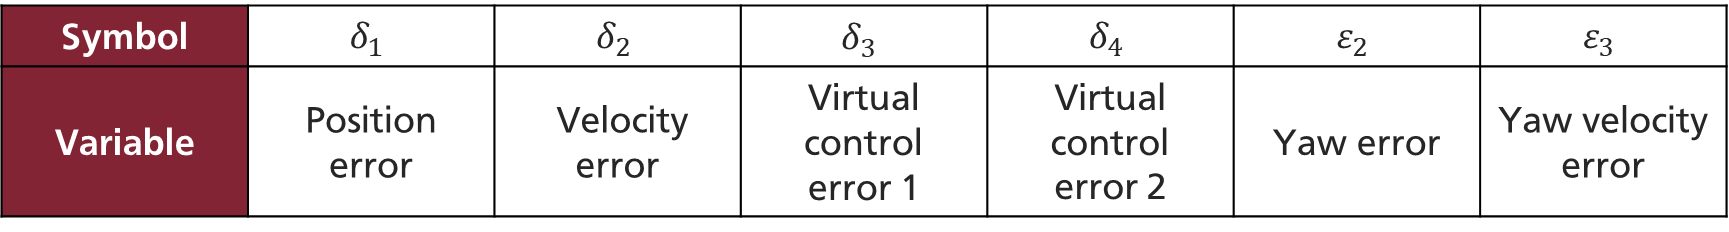 Symbol δ₁ δ₂ δ₃ δ₄ ε₂ ε₃
Variable
Position
error
Velocity
error
Virtual
control
error 1
Virtual
control
error 2
Yaw error
Yaw velocity
error